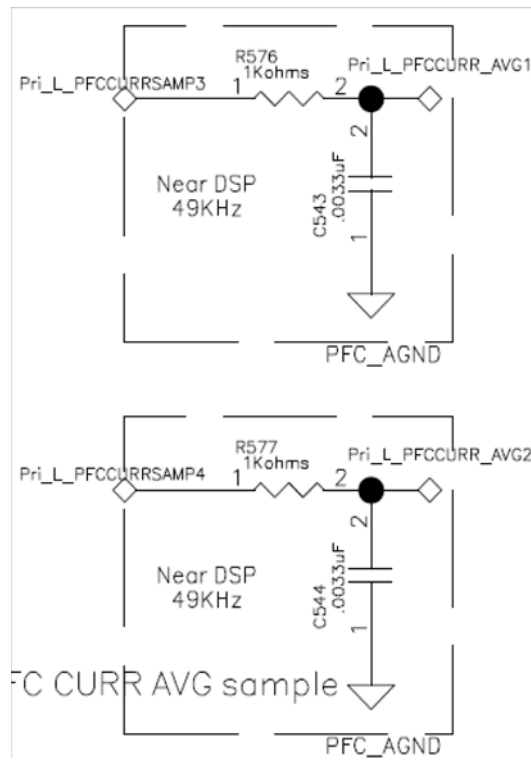 R576
1Kohms
Pri_L_PFCCURRSAMP3
Pri_L_PFCCURR_AVG1
1
2
2
Near DSP
49KHz
C543
.0033uF
1
PFC_AGND
R577
1Kohms
Pri_L_PFCCURRSAMP4
Pri_L_PFCCURR_AVG2
1
2
2
Near DSP
49KHz
C544
.0033uF
1
FC CURR AVG sample
PFC_AGND